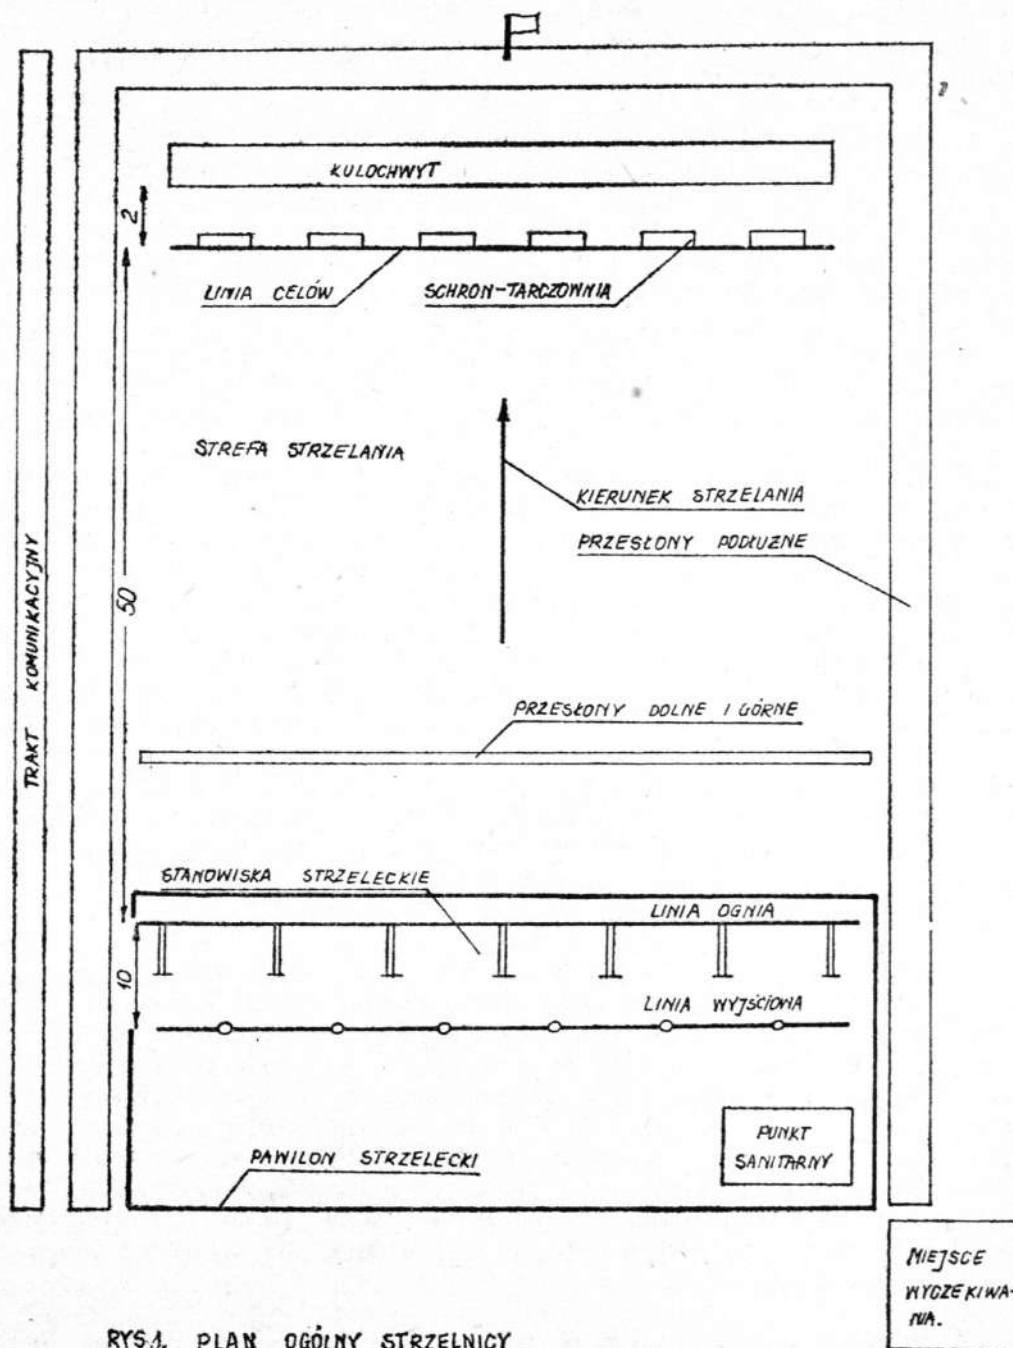 KULOCHWYT
2
LINIA CELÓW
SCHRON-TARCZOWNIA
STREFA STRZELANIA
KIERUNEK STRZELANIA
PRZESŁONY PODŁUŻNE
TRAKT KOMUNIKACYJNY
50
PRZESŁONY DOLNE I GÓRNE
STANOWISKA STRZELECKIE
LINIA OGNIA
10
LINIA WYJŚCIOWA
PUNKT
SANITARNY
PAWILON STRZELECKI
MIEJSCE
WYCZEKIWA-
NIA.
RYS.1. PLAN OGÓLNY STRZELNICY